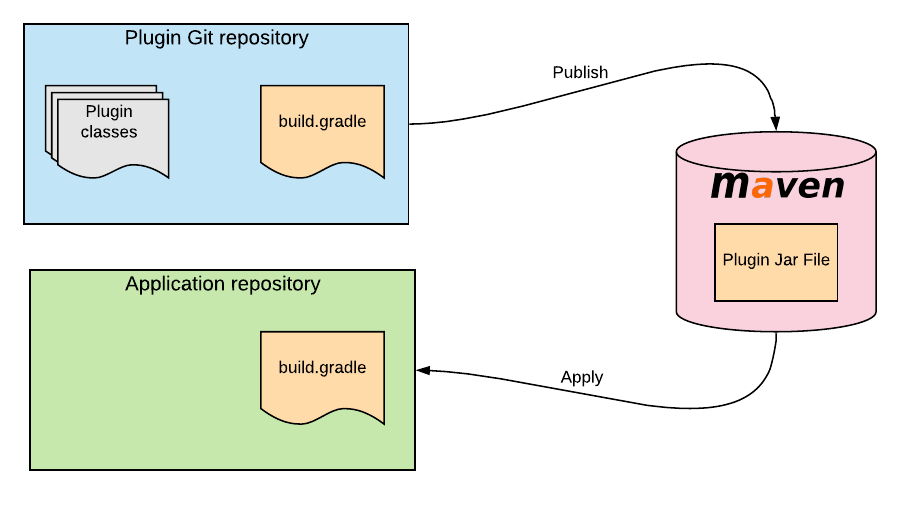 Plugin Git repository
Plugin
classes
build.gradle
Publish
maven
Plugin Jar File
Application repository
build.gradle
Apply